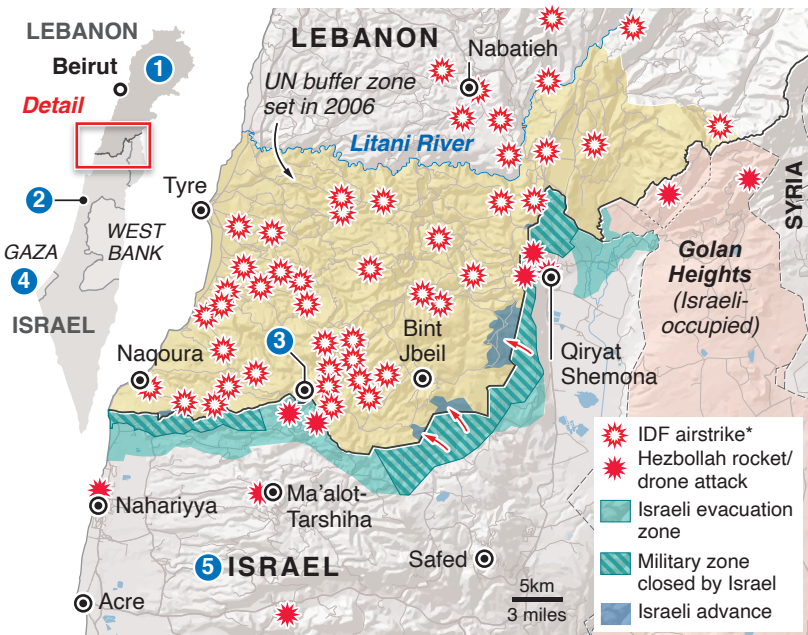 LEBANON
Beirut
1
Detail
2
WEST
BANK
GAZA
4
ISRAEL
LEBANON
Nabatieh
UN buffer zone
set in 2006
Litani River
Tyre
SYRIA
Golan
Heights
(Israeli-
occupied)
3
Bint
Jbeil
Naqoura
Qiryat
Shemona
Nahariyya
Ma'alot-
Tarshiha
5 ISRAEL
Safed
Acre
5km
3 miles
IDF airstrike*
Hezbollah rocket/
drone attack
Israeli evacuation
zone
Military zone
closed by Israel
Israeli advance